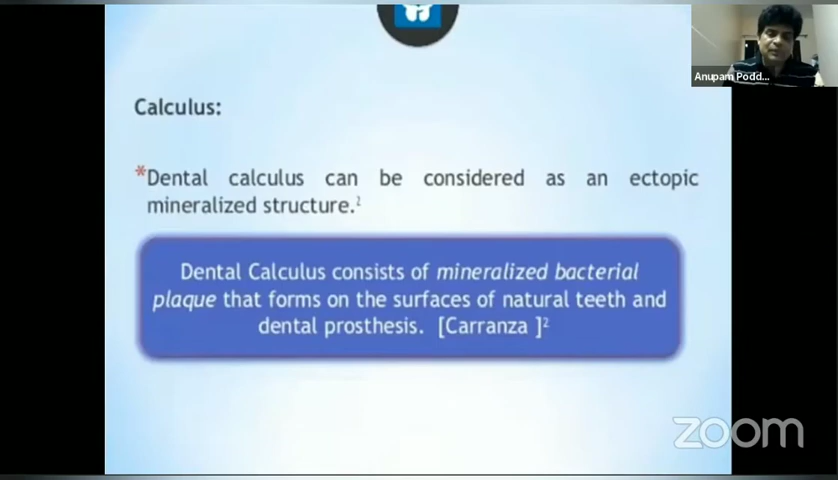 Anupam Podd...
Calculus:
*Dental calculus can be considered as an ectopic
mineralized structure.2
Dental Calculus consists of mineralized bacterial
plaque that forms on the surfaces of natural teeth and
dental prosthesis. [Carranza ]2
zoom